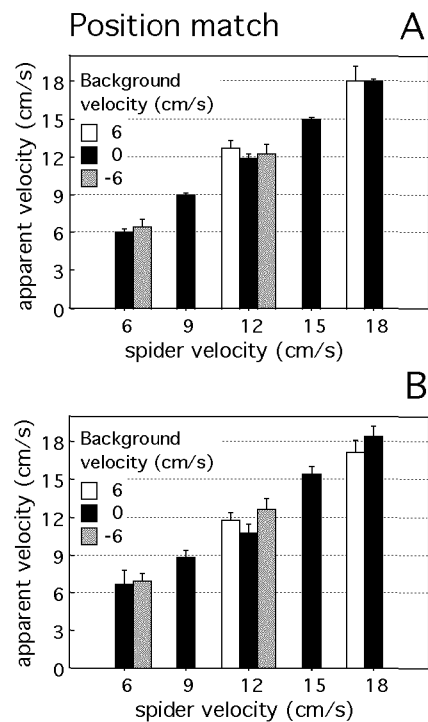 Position match
A
Background
velocity (cm/s)
6
0
-6
apparent velocity (cm/s)
18
15
12
9
6
3
0
6 9 12 15 18
spider velocity (cm/s)
B
Background
velocity (cm/s)
6
0
-6
apparent velocity (cm/s)
18
15
12
9
6
3
0
6 9 12 15 18
spider velocity (cm/s)